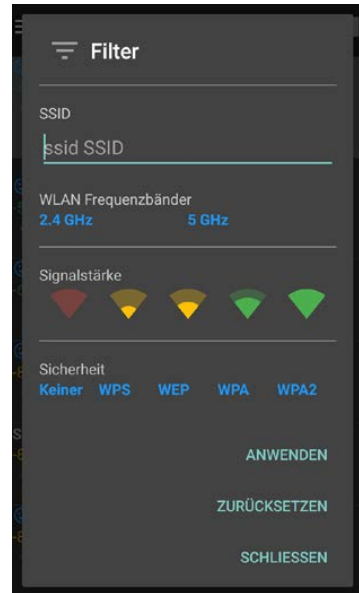 Filter
SSID
ssid SSID
WLAN Frequenzbänder
2.4 GHz 5 GHz
Signalstärke
Sicherheit
Keiner WPS WEP WPA WPA2
ANWENDEN
ZURÜCKSETZEN
SCHLIESSEN